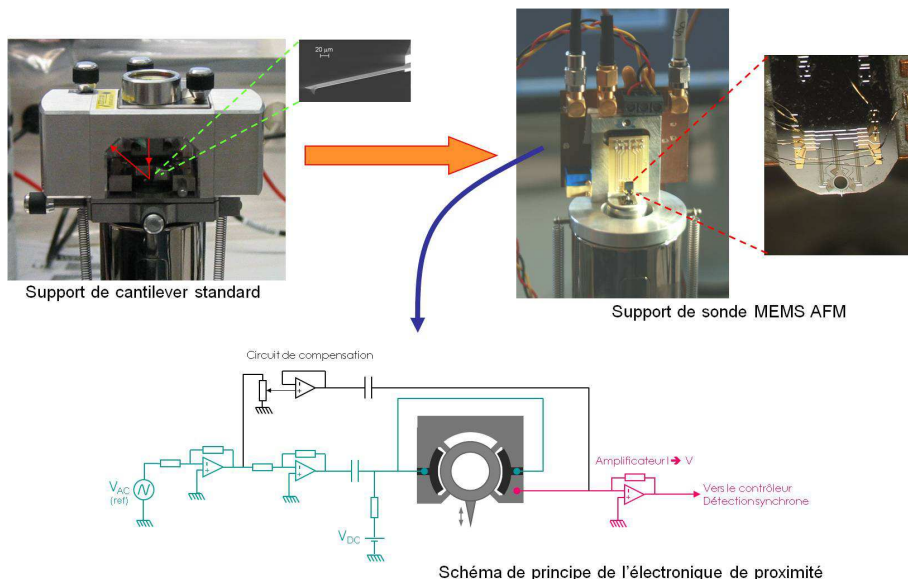 20 µm
Support de cantilever standard
Support de sonde MEMS AFM
Circuit de compensation
Amplificateur I → V
VAC
(ref)
Vers le contrôleur
Détection synchrone
VDC
Schéma de principe de l'électronique de proximité